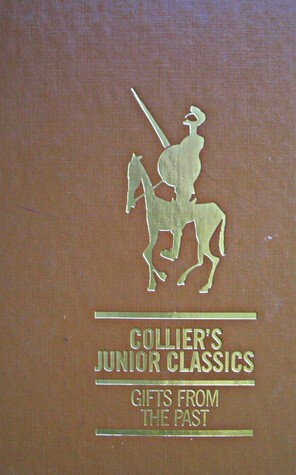 COLLIER'S
JUNIOR CLASSICS
GIFTS FROM
THE PAST